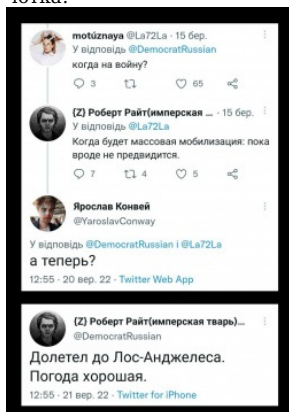 motúznaya @La72La · 15 бер.
У відповідь @DemocratRussian
когда на войну?
3 65
{Z} Роберт Райт(имперская ... · 15 бер.
У відповідь @La72La
Когда будет массовая мобилизация: пока
вроде не предвидится.
7 4 5
Ярослав Конвей
@YaroslavConway
У відповідь @DemocratRussian і @La72La
а теперь?
12:55 · 20 вер. 22 · Twitter Web App
{Z} Роберт Райт(имперская тварь)...
@DemocratRussian
Долетел до Лос-Анджелеса.
Погода хорошая.
12:55 · 21 вер. 22 · Twitter for iPhone